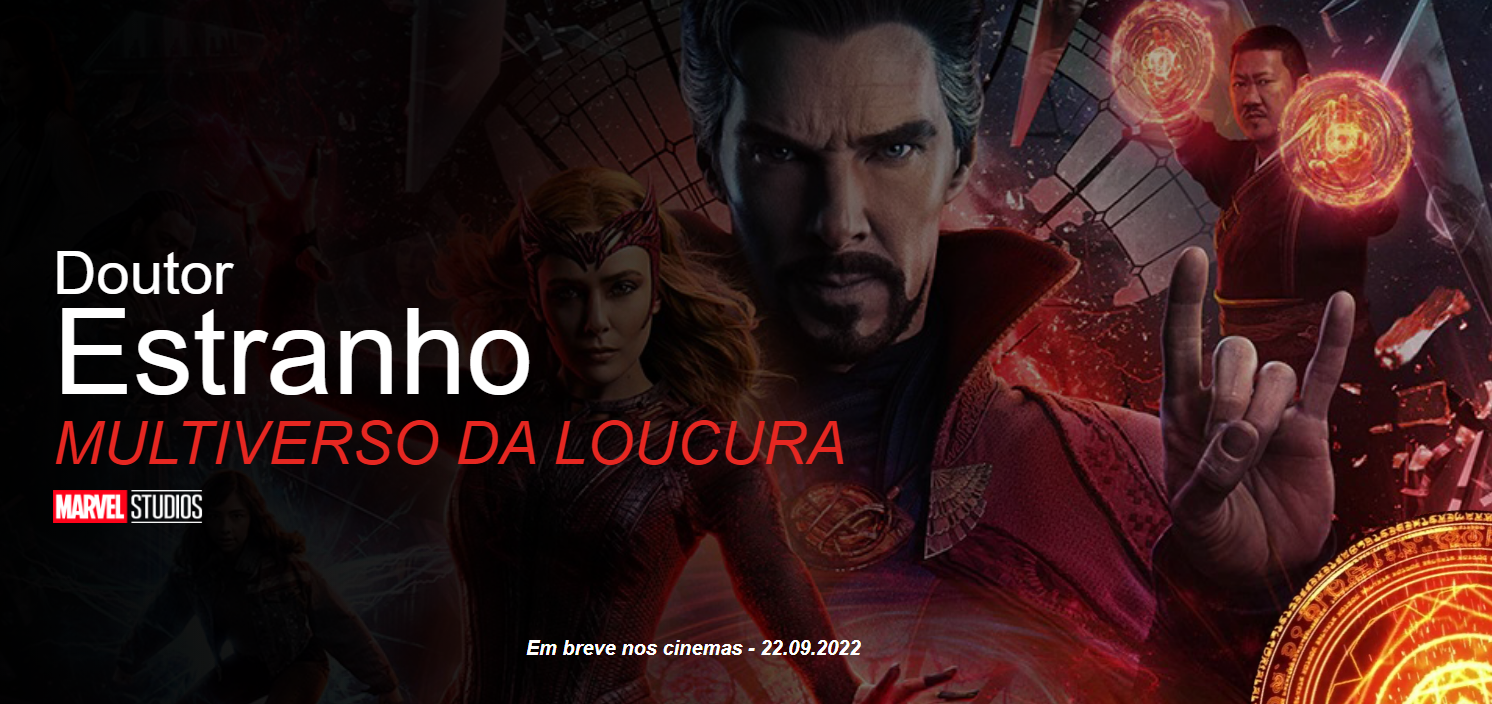 Doutor
Estranho
MULTIVERSO DA LOUCURA
MARVEL STUDIOS
Em breve nos cinemas - 22.09.2022